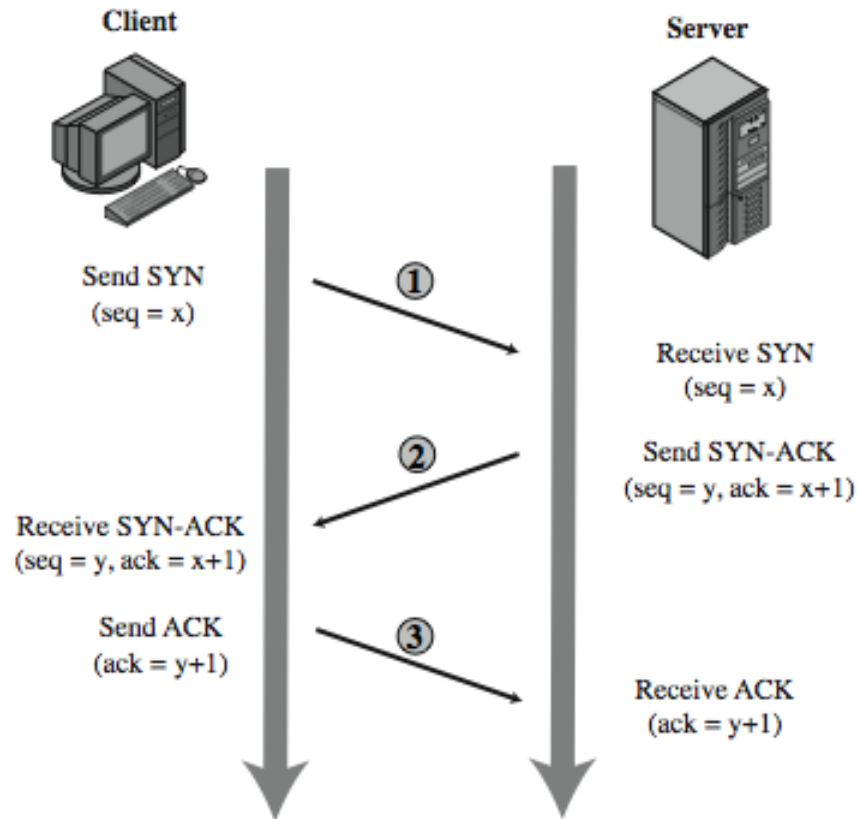 Client
Server
Send SYN
(seq = x)
1
Receive SYN
(seq = x)
2
Send SYN-ACK
(seq = y, ack = x+1)
Receive SYN-ACK
(seq = y, ack = x+1)
Send ACK
(ack = y+1)
3
Receive ACK
(ack = y+1)